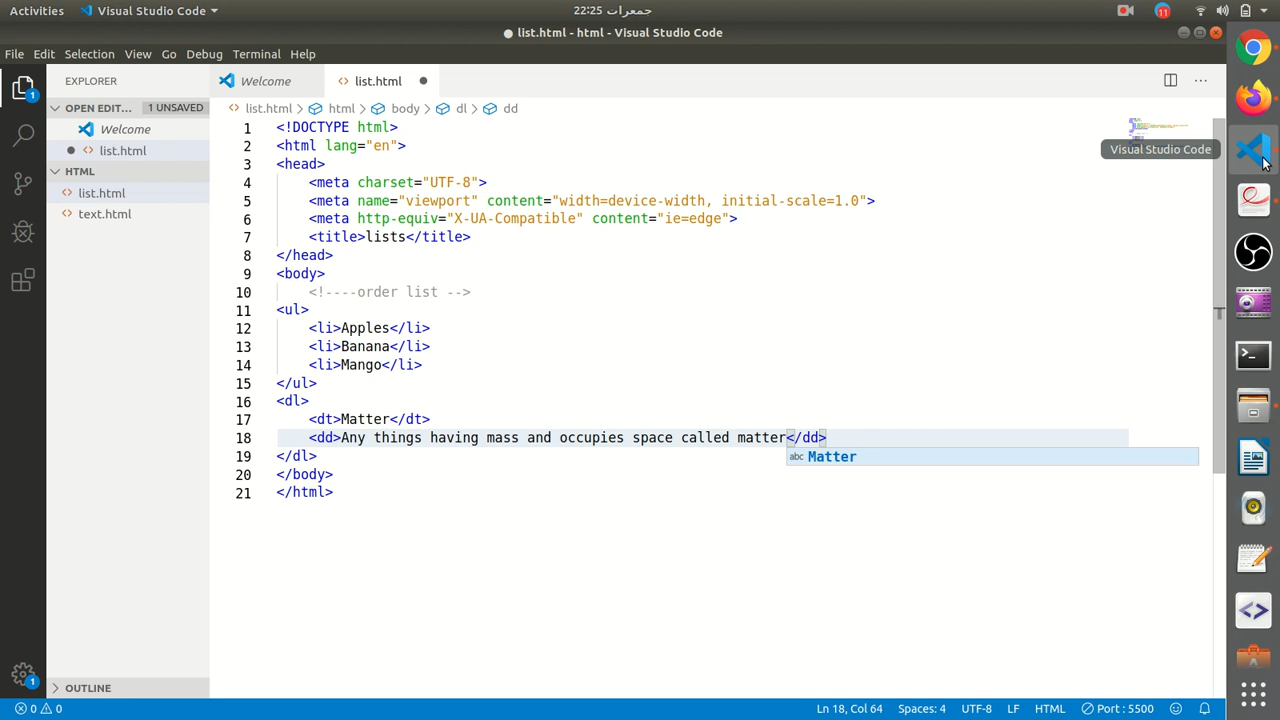 Activities Visual Studio Code جمعرات 22:25 11
list.html - html - Visual Studio Code
File Edit Selection View Go Debug Terminal Help
EXPLORER
OPEN EDIT... 1 UNSAVED
Welcome
list.html
HTML
list.html
text.html
OUTLINE
1
1
Welcome list.html
list.html html body dl dd
1 <!DOCTYPE html>
2 <html lang="en">
3 <head>
4 <meta charset="UTF-8">
5 <meta name="viewport" content="width=device-width, initial-scale=1.0">
6 <meta http-equiv="X-UA-Compatible" content="ie=edge">
7 <title>lists</title>
8 </head>
9 <body>
10 <!----order list -->
11 <ul>
12 <li>Apples</li>
13 <li>Banana</li>
14 <li>Mango</li>
15 </ul>
16 <dl>
17 <dt>Matter</dt>
18 <dd>Any things having mass and occupies space called matter</dd>
abc Matter
19 </dl>
20 </body>
21 </html>
Visual Studio Code
0 0 Ln 18, Col 64 Spaces: 4 UTF-8 LF HTML Port : 5500